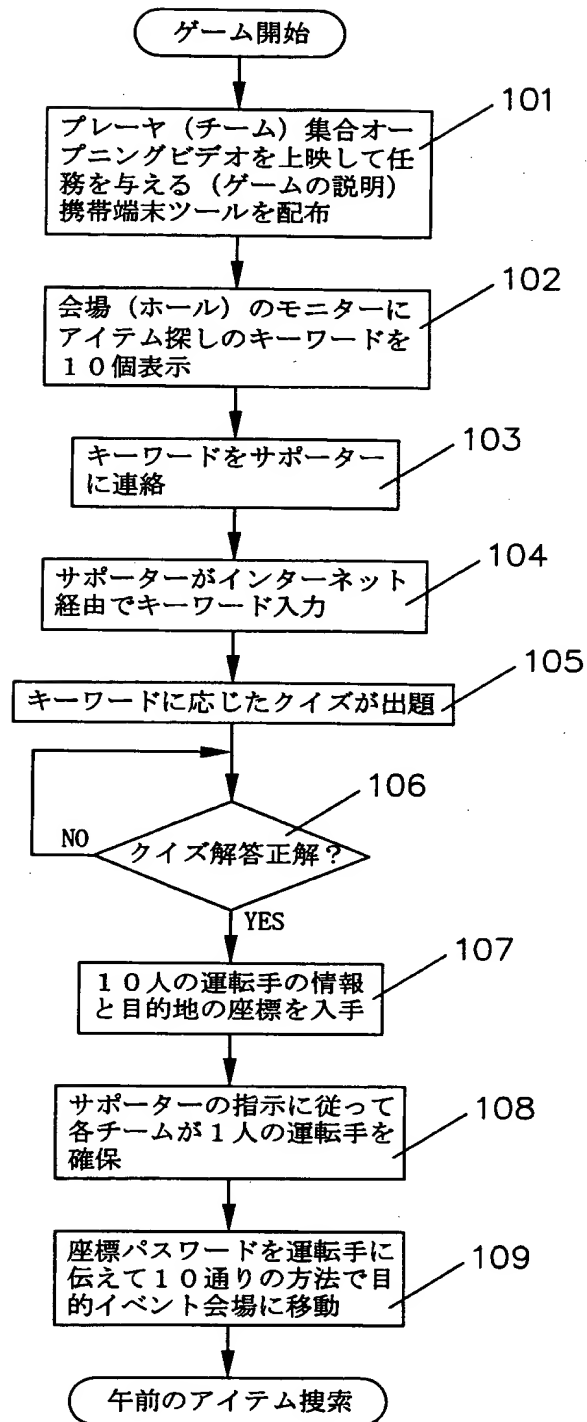 ゲーム開始
101
プレーヤ（チーム）集合オー
プニングビデオを上映して任
務を与える（ゲームの説明）
携帯端末ツールを配布
102
会場（ホール）のモニターに
アイテム探しのキーワードを
１０個表示
103
キーワードをサポーター
に連絡
104
サポーターがインターネット
経由でキーワード入力
105
キーワードに応じたクイズが出題
106
クイズ解答正解？
NO
YES
107
１０人の運転手の情報
と目的地の座標を入手
108
サポーターの指示に従って
各チームが１人の運転手を
確保
109
座標パスワードを運転手に
伝えて１０通りの方法で目
的イベント会場に移動
午前のアイテム捜索